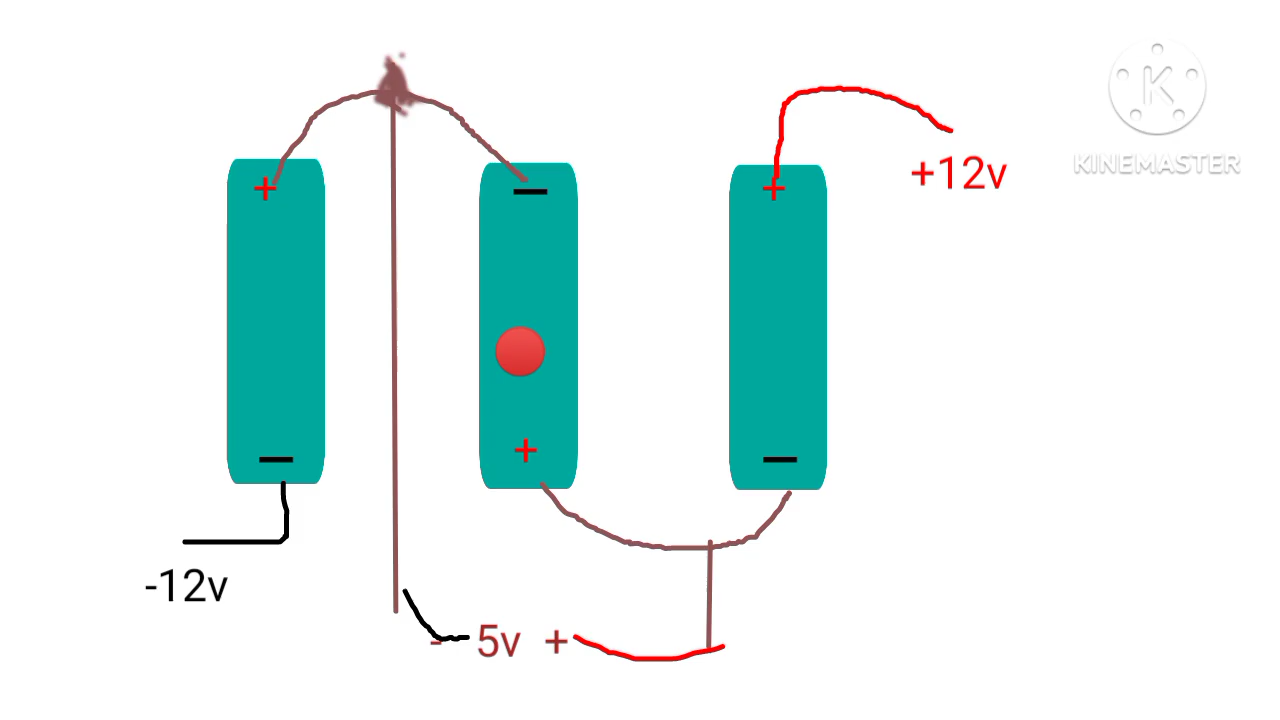 + − + +12v
K
KINEMASTER
− + −
-12v
- 5v +